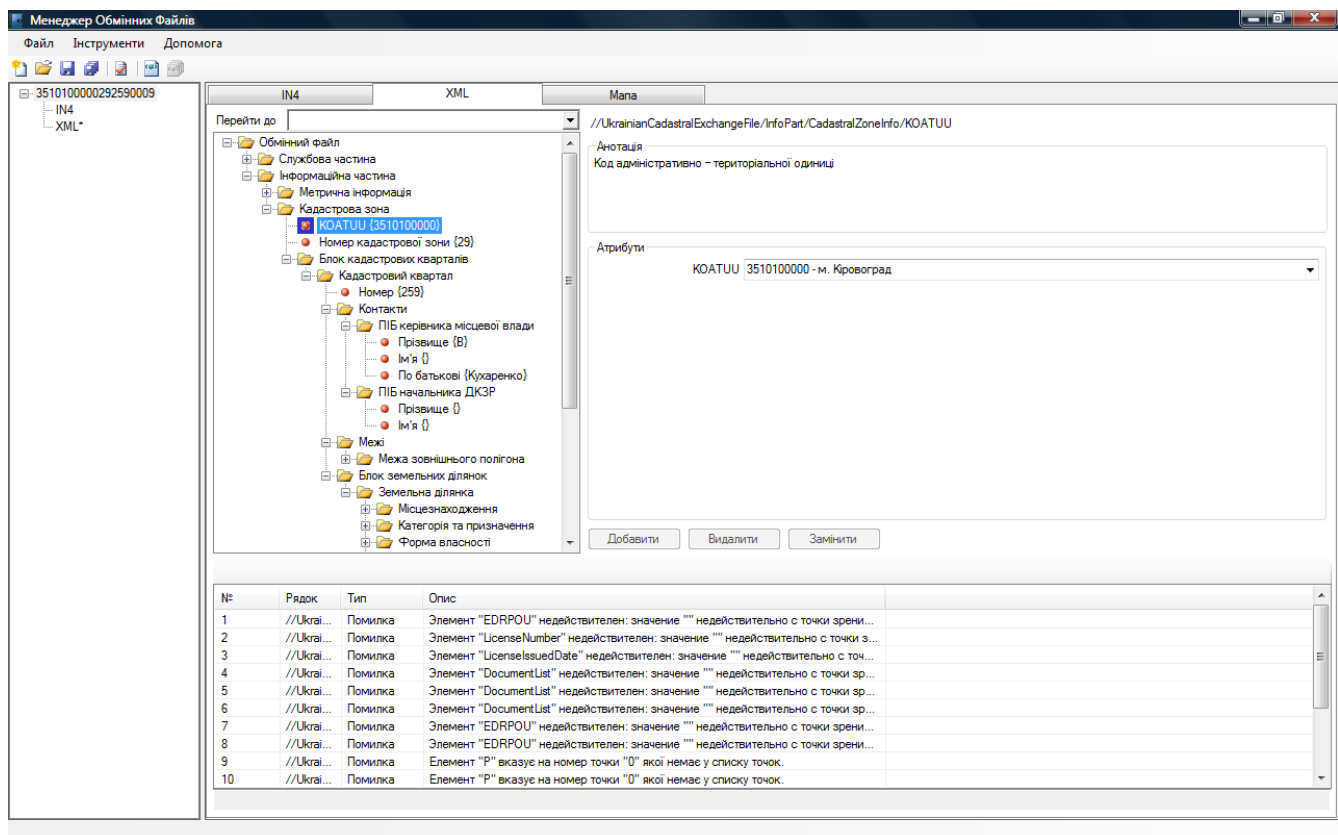 Менеджер Обмінних Файлів
Файл Інструменти Допомога
3510100000292590009
IN4
XML*
IN4 XML Мапа
Перейти до
Обмінний файл
Службова частина
Інформаційна частина
Метрична інформація
Кадастрова зона
KOATUU {3510100000}
Номер кадастрової зони {29}
Блок кадастрових кварталів
Кадастровий квартал
Номер {259}
Контакти
ПІБ керівника місцевої влади
Прізвище {В}
Ім'я {}
По батькові {Кухаренко}
ПІБ начальника ДКЗР
Прізвище {}
Ім'я {}
Межі
Межа зовнішнього полігона
Блок земельних ділянок
Земельна ділянка
Місцезнаходження
Категорія та призначення
Форма власності
//UkrainianCadastralExchangeFile/InfoPart/CadastralZoneInfo/KOATUU
Анотація
Код адміністративно – територіальної одиниці
Атрибути
KOATUU 3510100000 - м. Кіровоград
Добавити Видалити Замінити
№ Рядок Тип Опис
1 //Ukrai... Помилка Элемент "EDRPOU" недействителен: значение "" недействительно с точки зрени...
2 //Ukrai... Помилка Элемент "LicenseNumber" недействителен: значение "" недействительно с точки з...
3 //Ukrai... Помилка Элемент "LicenseIssuedDate" недействителен: значение "" недействительно с точ...
4 //Ukrai... Помилка Элемент "DocumentList" недействителен: значение "" недействительно с точки зр...
5 //Ukrai... Помилка Элемент "DocumentList" недействителен: значение "" недействительно с точки зр...
6 //Ukrai... Помилка Элемент "DocumentList" недействителен: значение "" недействительно с точки зр...
7 //Ukrai... Помилка Элемент "EDRPOU" недействителен: значение "" недействительно с точки зрени...
8 //Ukrai... Помилка Элемент "EDRPOU" недействителен: значение "" недействительно с точки зрени...
9 //Ukrai... Помилка Елемент "P" вказує на номер точки "0" якої немає у списку точок.
10 //Ukrai... Помилка Елемент "P" вказує на номер точки "0" якої немає у списку точок.